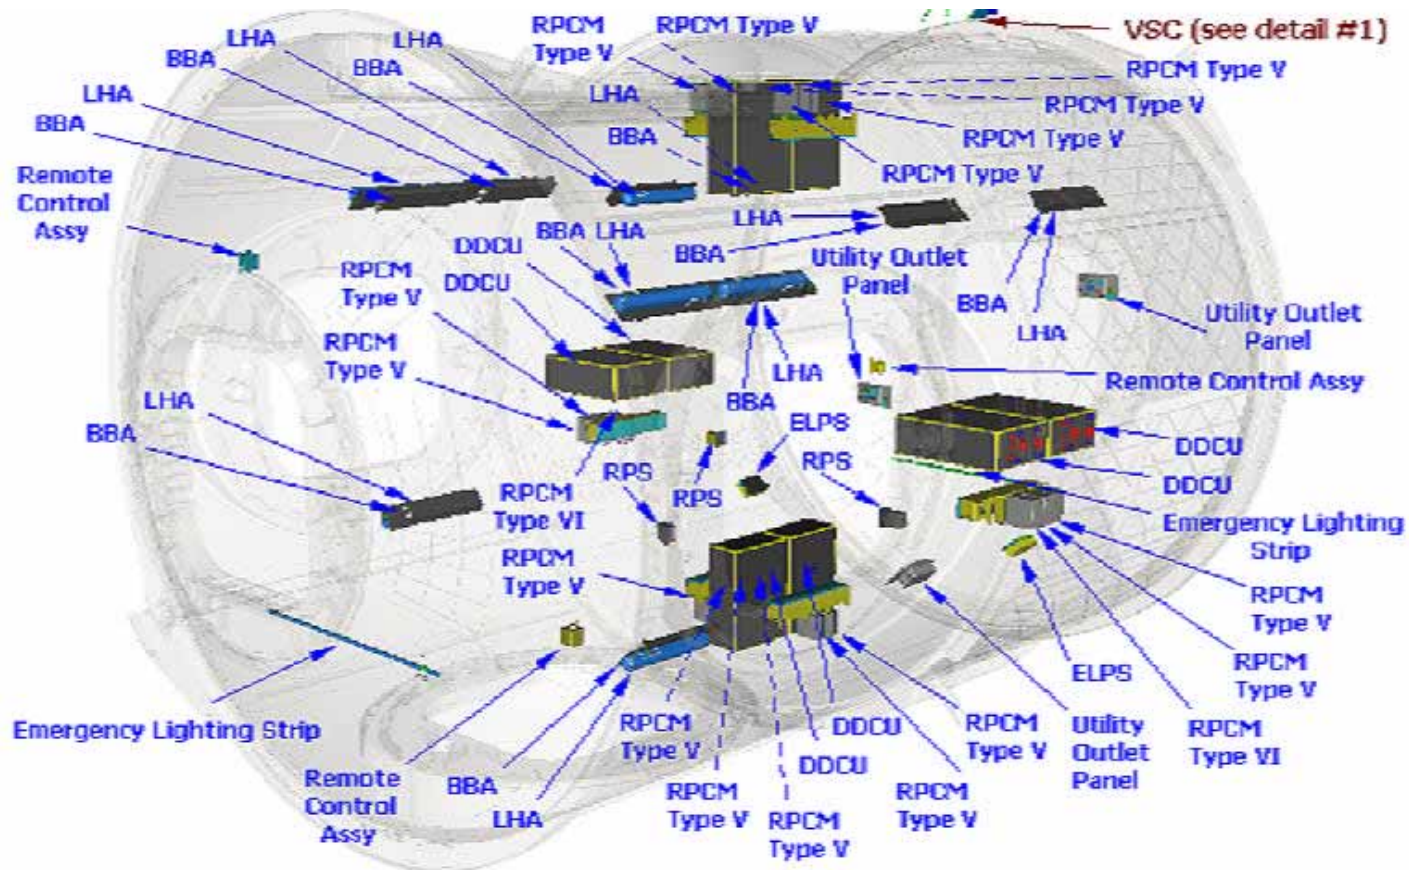 RPCM
Type V
RPCM Type V
VSC (see detail #1)
LHA
LHA
BBA
BBA
RPCM Type V
LHA
LHA
RPCM Type V
BBA
BBA
RPCM Type V
RPCM Type V
Remote
Control
Assy
LHA
BBA
BBA
LHA
DDCU
Utility Outlet
Panel
RPCM
Type V
DDCU
BBA
LHA
Utility Outlet
Panel
RPCM
Type V
LHA
BBA
Remote Control Assy
LHA
BBA
ELPS
DDCU
DDCU
RPS
RPS
RPS
RPCM
Type VI
Emergency Lighting
Strip
RPCM
Type V
RPCM
Type V
RPCM
Type V
ELPS
Emergency Lighting Strip
RPCM
Type V
DDCU
DDCU
RPCM
Type V
Utility
Outlet
Panel
RPCM
Type VI
Remote
Control
Assy
BBA
LHA
RPCM
Type V
RPCM
Type V
RPCM
Type V